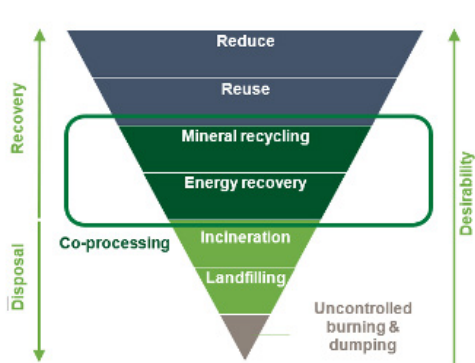 Reduce
Reuse
Mineral recycling
Energy recovery
Co-processing
Incineration
Landfilling
Uncontrolled
burning &
dumping
Recovery
Disposal
Desirability